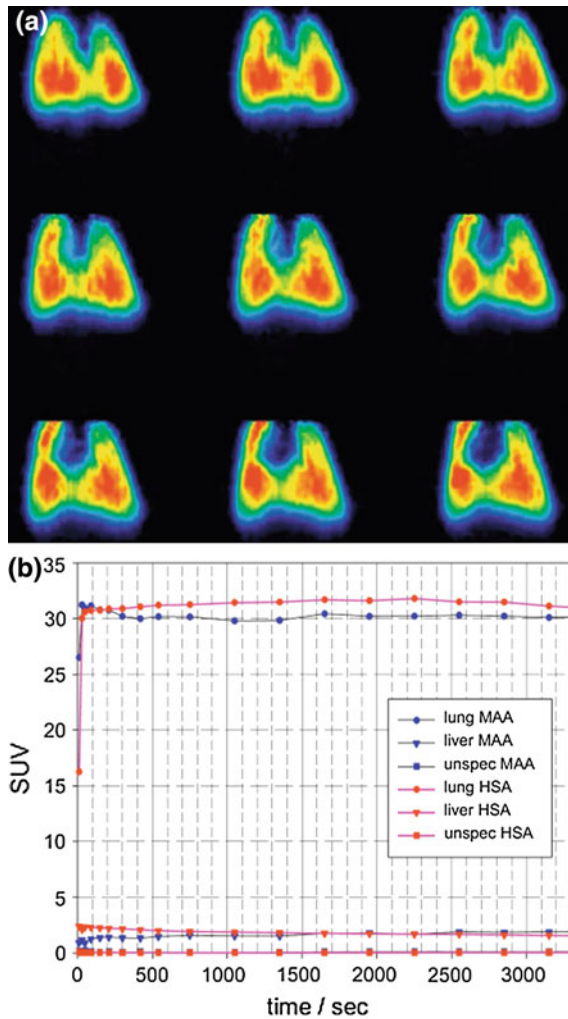 (a)
(b)
35
30
25
20
15
10
5
0
SUV
lung MAA
liver MAA
unspec MAA
lung HSA
liver HSA
unspec HSA
0 500 1000 1500 2000 2500 3000
time / sec